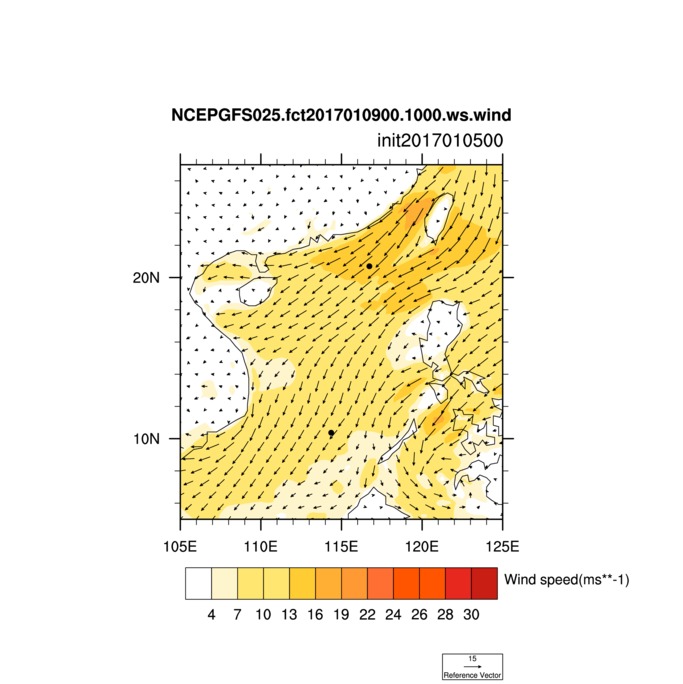 NCEPGFS025.fct2017010900.1000.ws.wind
init2017010500
20N
10N
105E 110E 115E 120E 125E
Wind speed(ms**-1)
4 7 10 13 16 19 22 24 26 28 30
15
Reference Vector